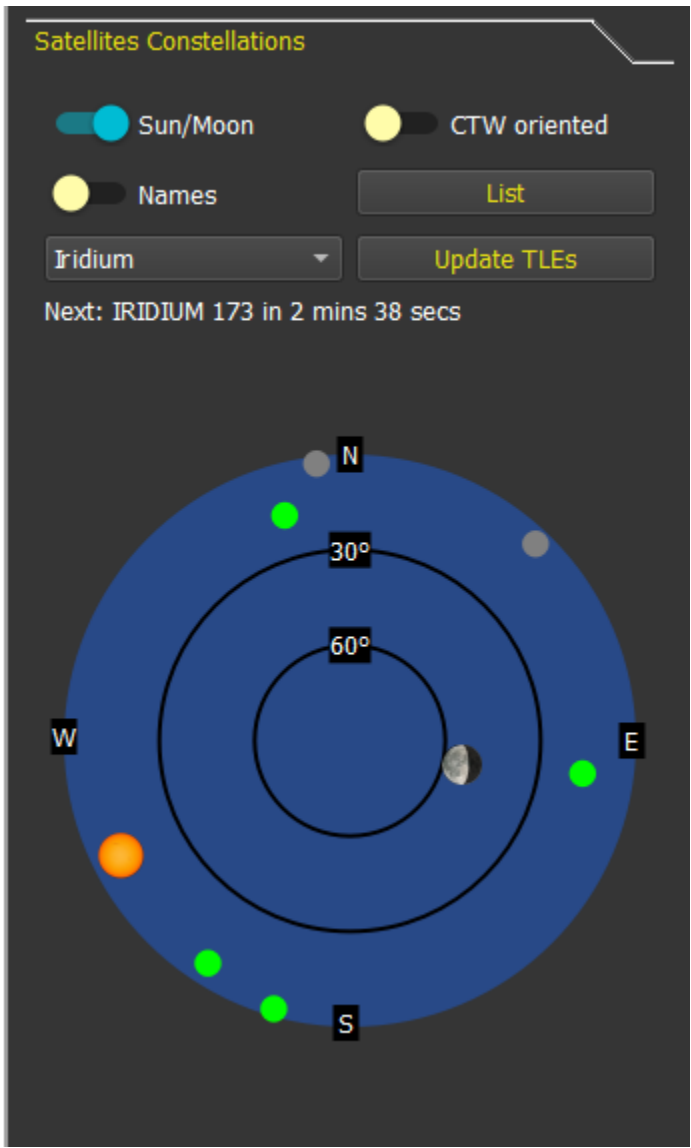 Satellites Constellations
Sun/Moon CTW oriented
Names List
Iridium Update TLEs
Next: IRIDIUM 173 in 2 mins 38 secs
N
30º
60º
W E
S